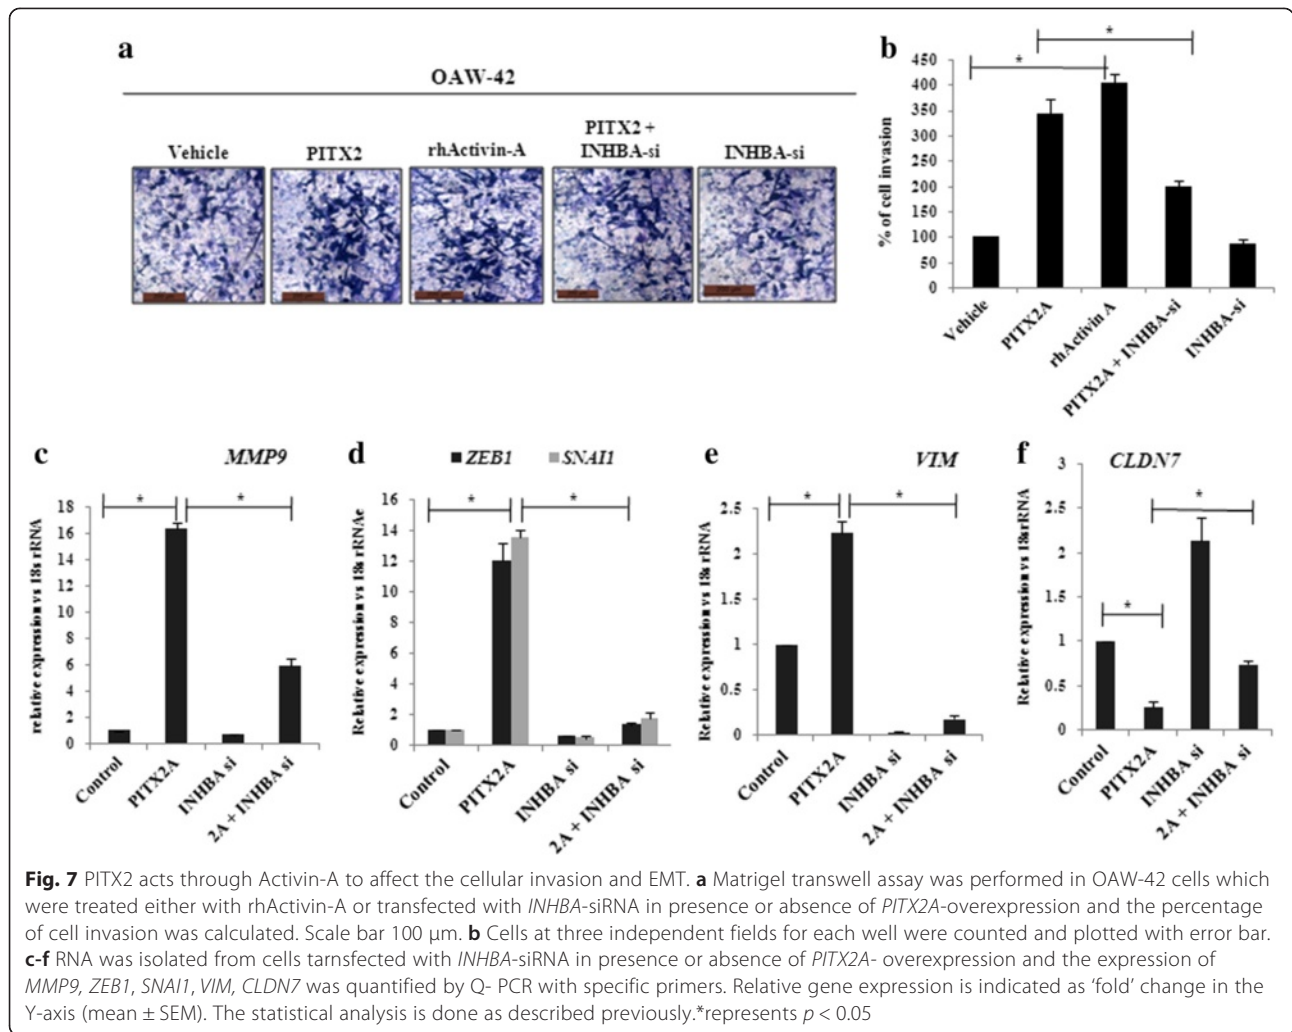 a
OAW-42
Vehicle
PITX2
rhActivin-A
PITX2 +
INHBA-si
INHBA-si
b
*
*
% of cell invasion
450
400
350
300
250
200
150
100
50
0
Vehicle
PITX2A
rhActivin A
PITX2A + INHBA-si
INHBA-si
c
MMP9
*
*
relative expression vs 18s rRNA
18
16
14
12
10
8
6
4
2
0
Control
PITX2A
INHBA si
2A + INHBA si
d
ZEB1 SNAI1
*
*
Relative expression vs 18s rRNAe
16
14
12
10
8
6
4
2
0
Control
PITX2A
INHBA si
2A + INHBA si
e
VIM
*
*
Relative expression vs 18s rRNA
2.5
2
1.5
1
0.5
0
Control
PITX2A
INHBA si
2A + INHBA si
f
CLDN7
*
*
Relative expression vs 18srRNA
3
2.5
2
1.5
1
0.5
0
Control
PITX2A
INHBA si
2A + INHBA si
Fig. 7 PITX2 acts through Activin-A to affect the cellular invasion and EMT. a Matrigel transwell assay was performed in OAW-42 cells which
were treated either with rhActivin-A or transfected with INHBA-siRNA in presence or absence of PITX2A-overexpression and the percentage
of cell invasion was calculated. Scale bar 100 μm. b Cells at three independent fields for each well were counted and plotted with error bar.
c-f RNA was isolated from cells tarnsfected with INHBA-siRNA in presence or absence of PITX2A- overexpression and the expression of
MMP9, ZEB1, SNAI1, VIM, CLDN7 was quantified by Q- PCR with specific primers. Relative gene expression is indicated as 'fold' change in the
Y-axis (mean ± SEM). The statistical analysis is done as described previously.*represents p < 0.05